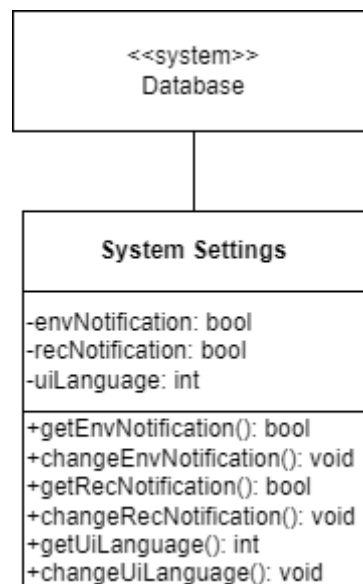 <<system>>
Database
System Settings
-envNotification: bool
-recNotification: bool
-uiLanguage: int
+getEnvNotification(): bool
+changeEnvNotification(): void
+getRecNotification(): bool
+changeRecNotification(): void
+getUiLanguage(): int
+changeUiLanguage(): void